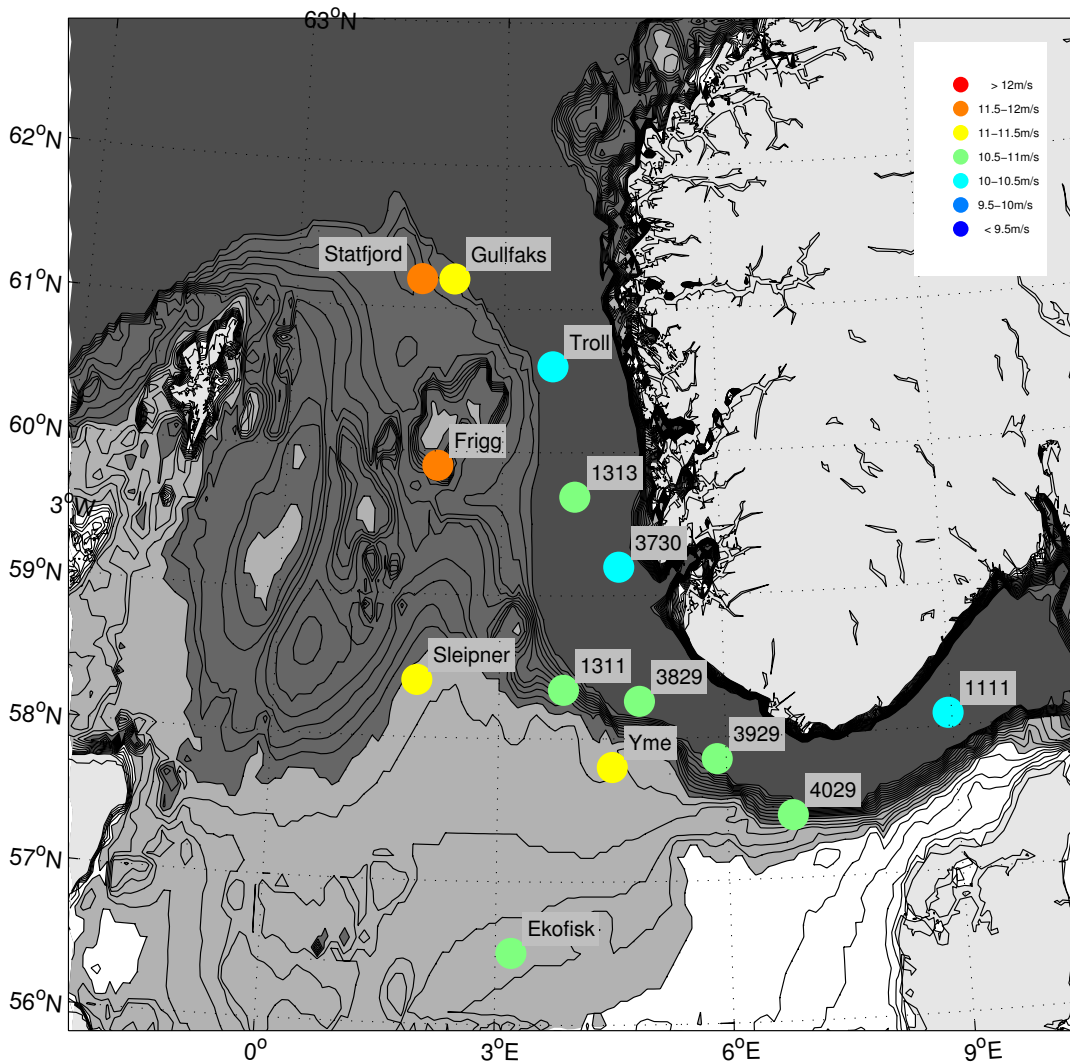 63°N
> 12m/s
11.5−12m/s
11−11.5m/s
10.5−11m/s
10−10.5m/s
9.5−10m/s
< 9.5m/s
62°N
Statfjord
Gullfaks
61°N
Troll
60°N
Frigg
1313
3°W
3730
59°N
Sleipner
1311
3829
1111
58°N
Yme
3929
4029
57°N
Ekofisk
56°N
0°E
3°E
6°E
9°E